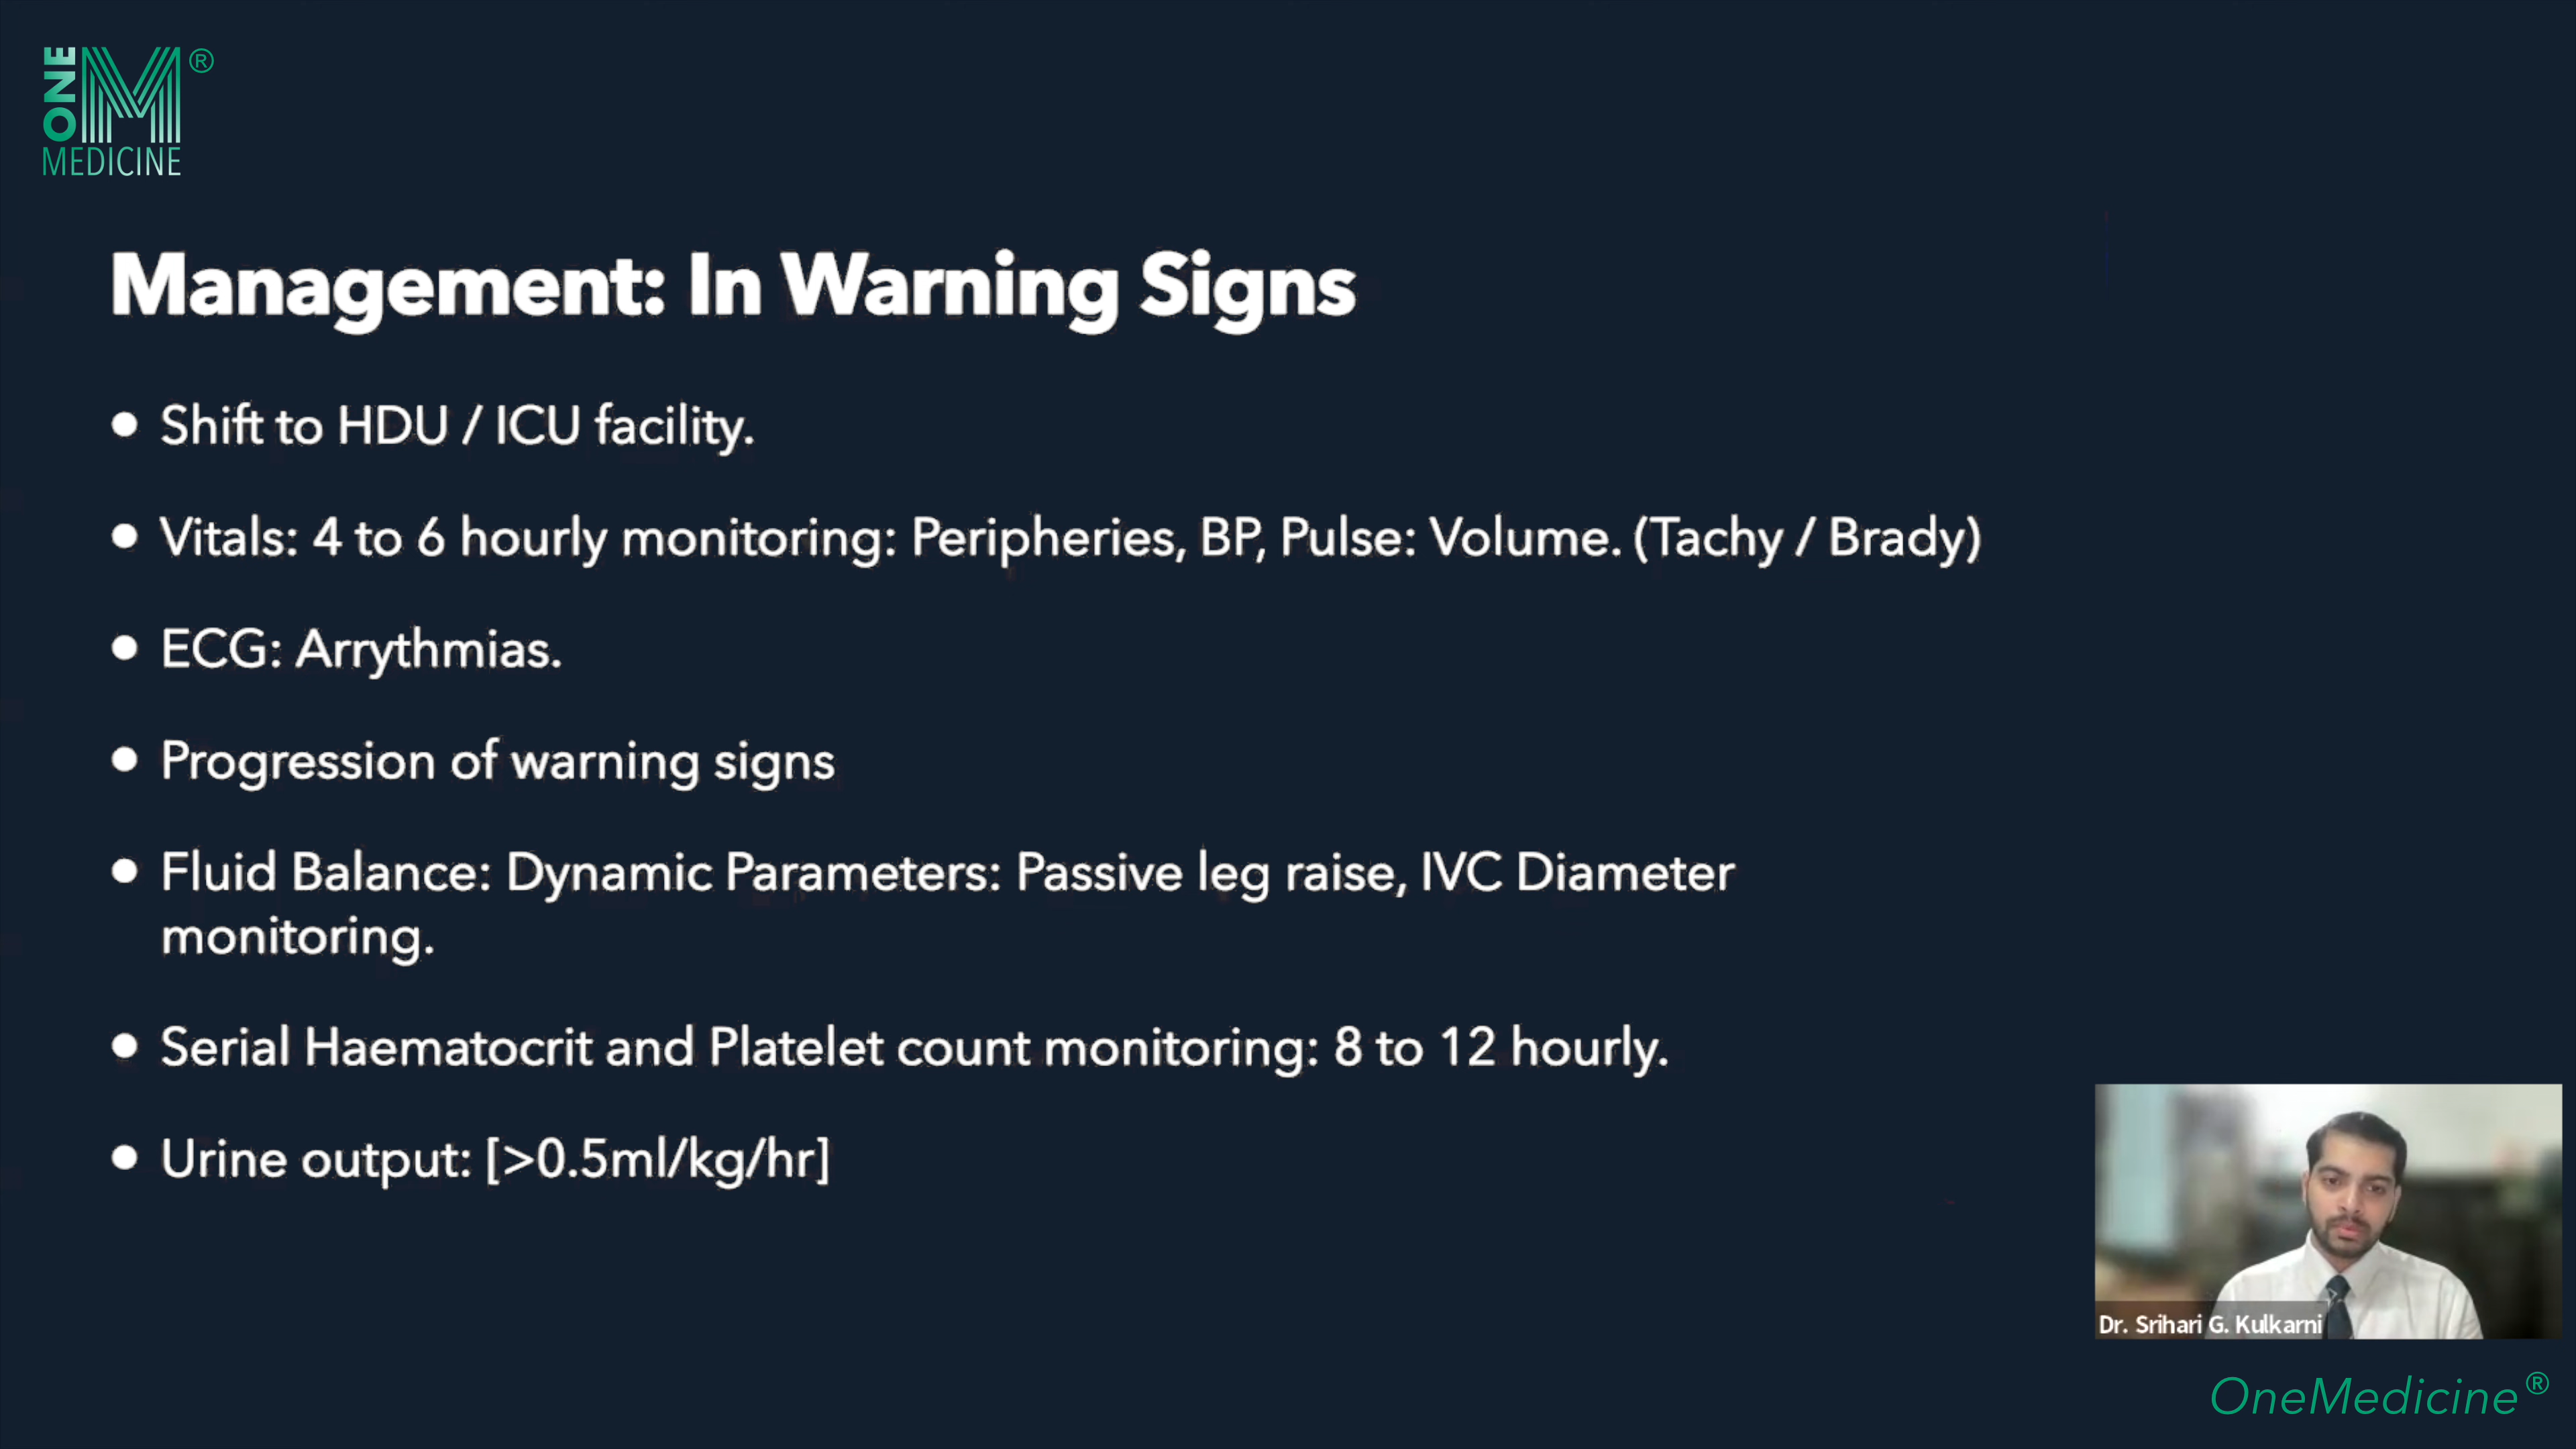 ONE
M®
MEDICINE
Management: In Warning Signs
• Shift to HDU / ICU facility.
• Vitals: 4 to 6 hourly monitoring: Peripheries, BP, Pulse: Volume. (Tachy / Brady)
• ECG: Arrythmias.
• Progression of warning signs
• Fluid Balance: Dynamic Parameters: Passive leg raise, IVC Diameter
monitoring.
• Serial Haematocrit and Platelet count monitoring: 8 to 12 hourly.
• Urine output: [>0.5ml/kg/hr]
Dr. Srihari G. Kulkarni
OneMedicine®